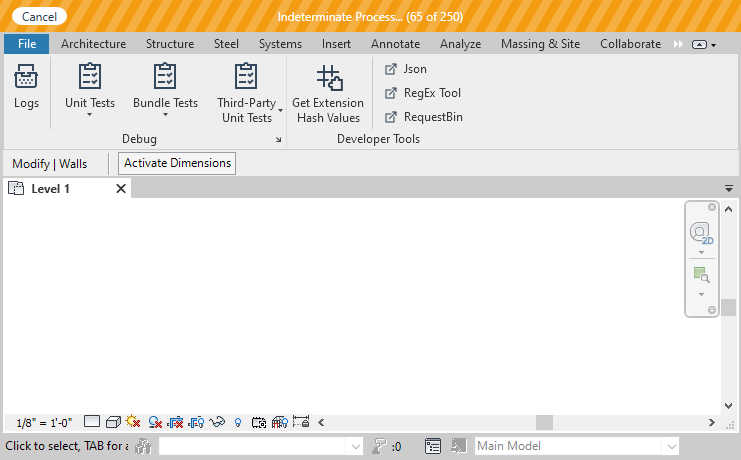 Cancel
Indeterminate Process... (65 of 250)
File Architecture Structure Steel Systems Insert Annotate Analyze Massing & Site Collaborate
Logs
Unit Tests
Bundle Tests
Third-Party
Unit Tests
Get Extension
Hash Values
Json
RegEx Tool
RequestBin
Debug
Developer Tools
Modify | Walls
Activate Dimensions
Level 1
2D
1/8" = 1'-0"
Click to select, TAB for a
:0
Main Model